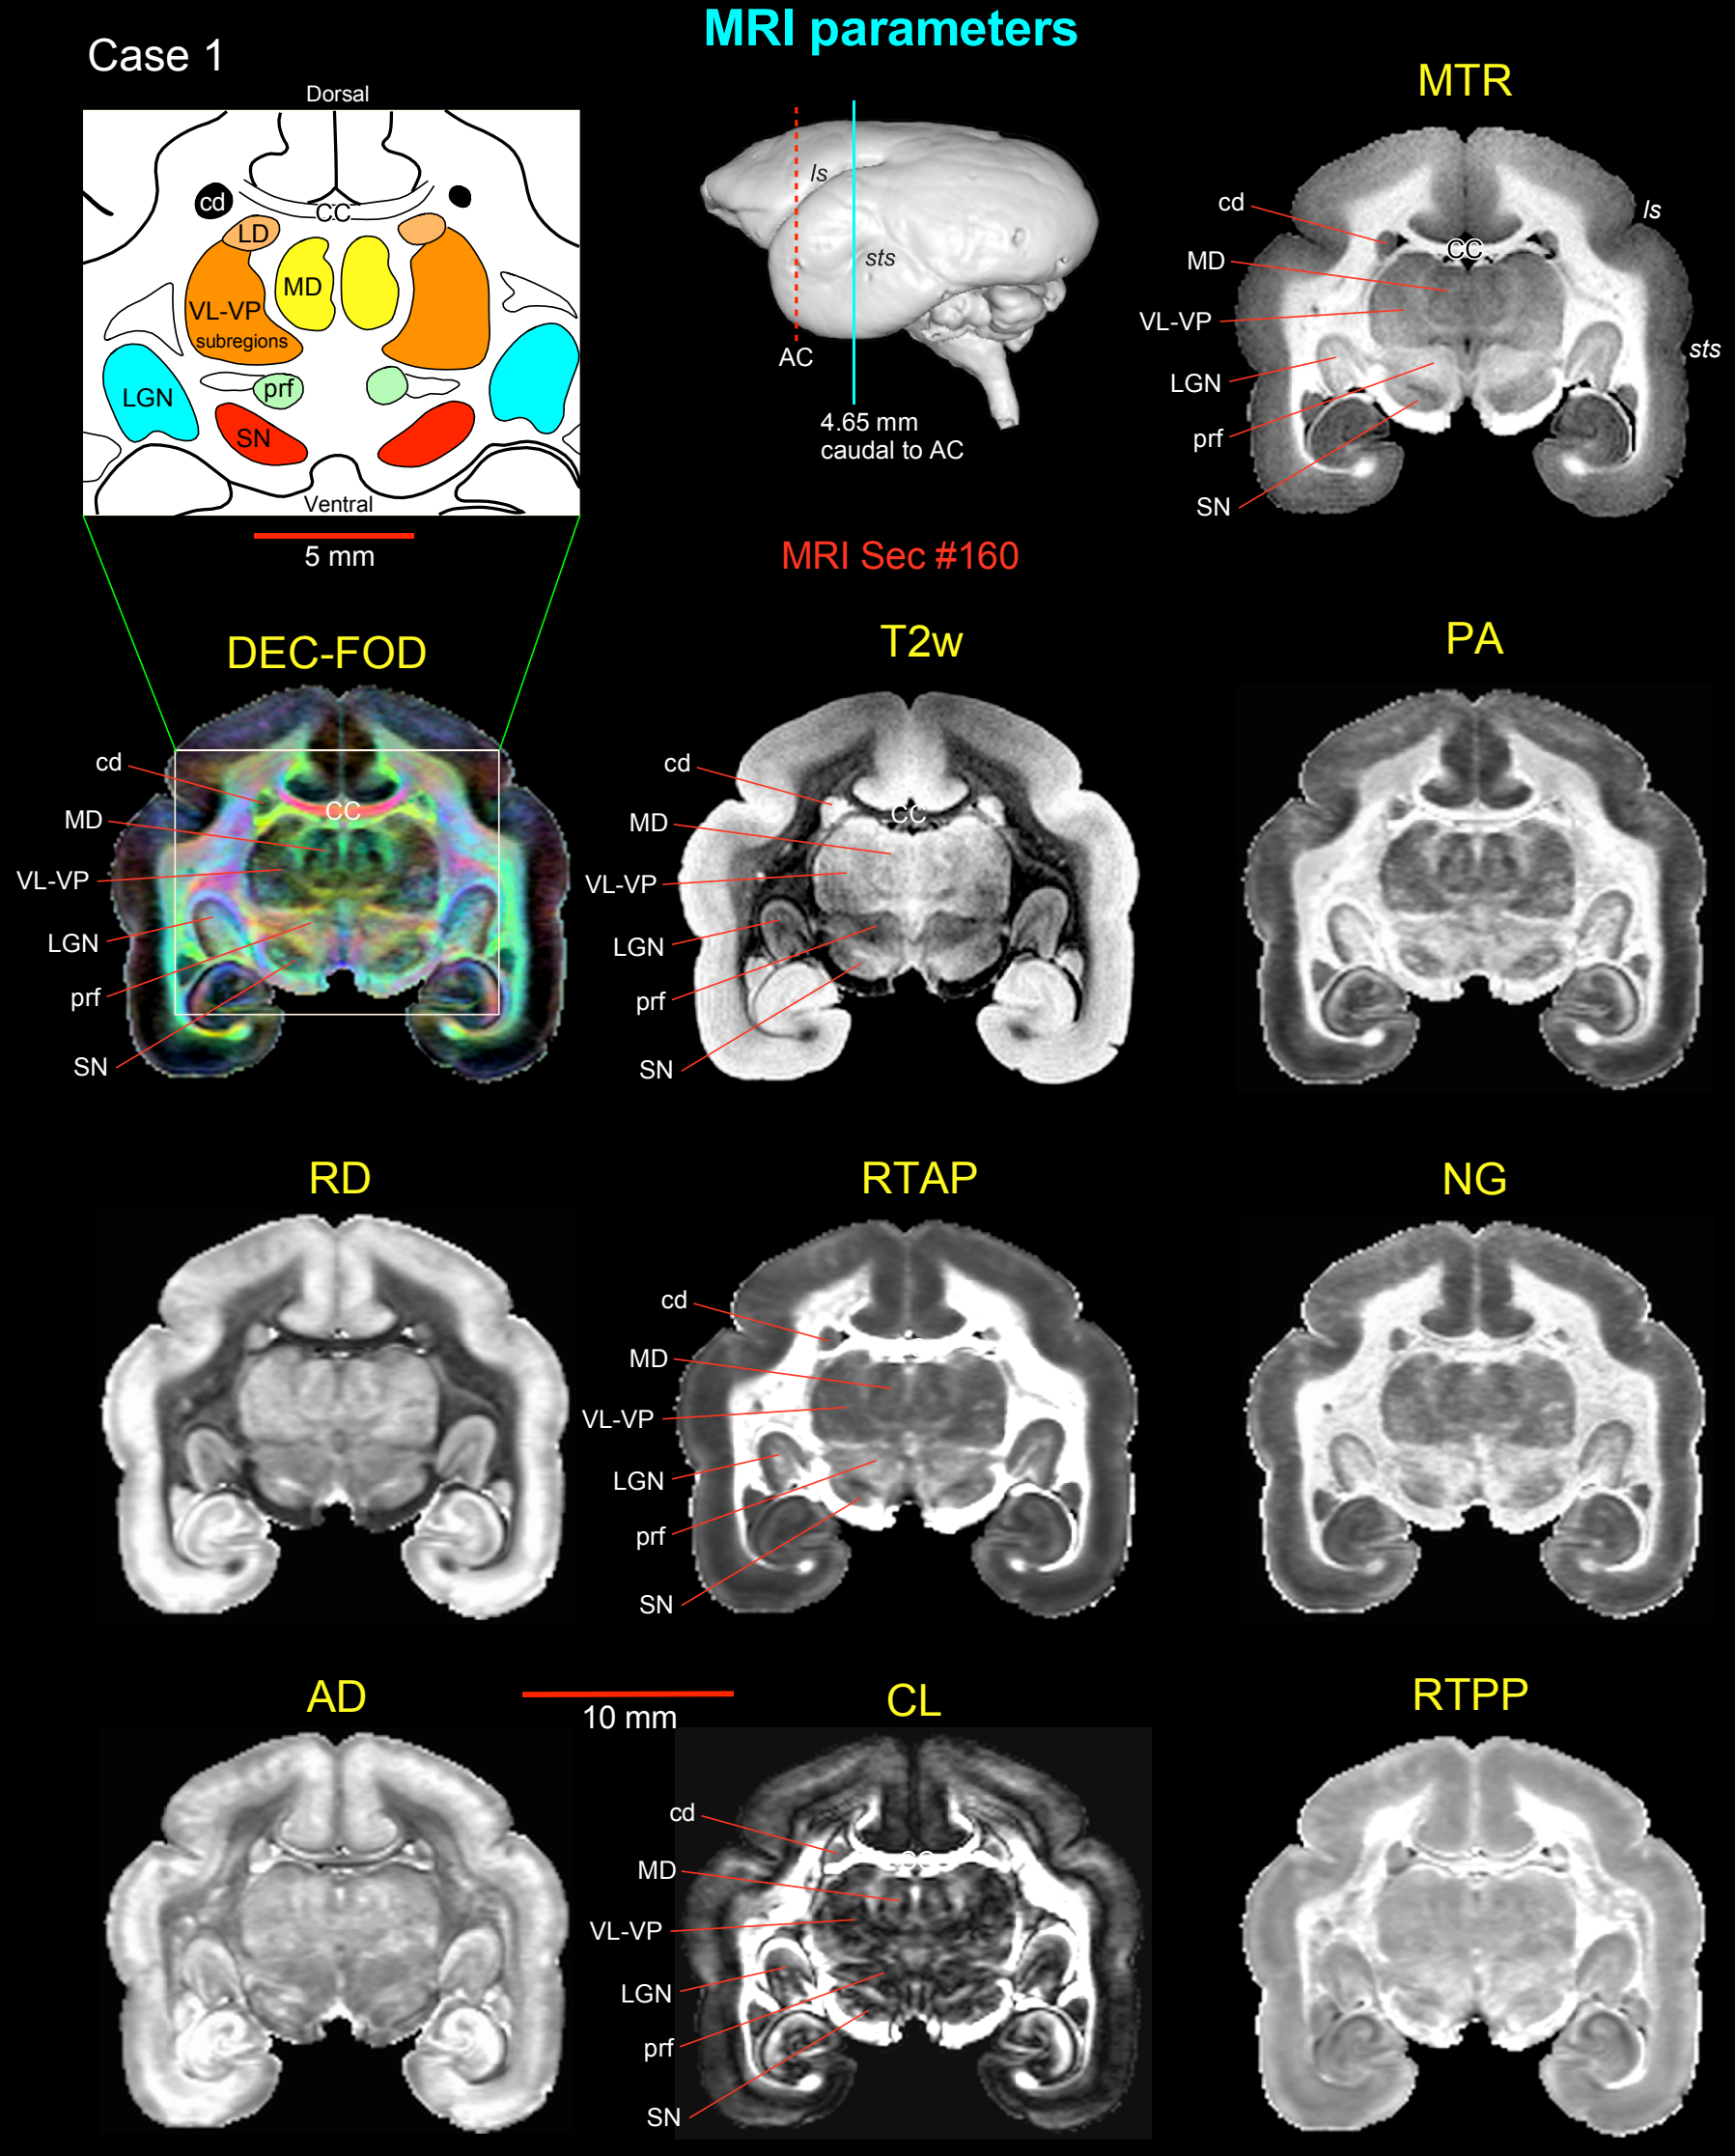 MRI parameters
Case 1
Dorsal
cd
CC
LD
MD
VL-VP
subregions
LGN
prf
SN
Ventral
5 mm
ls
sts
AC
4.65 mm
caudal to AC
MRI Sec #160
MTR
cd
CC
ls
MD
VL-VP
sts
LGN
prf
SN
DEC-FOD
cd
CC
MD
VL-VP
LGN
prf
SN
T2w
cd
CC
MD
VL-VP
LGN
prf
SN
PA
RD
RTAP
cd
MD
VL-VP
LGN
prf
SN
NG
AD
10 mm
CL
cd
CC
MD
VL-VP
LGN
prf
SN
RTPP